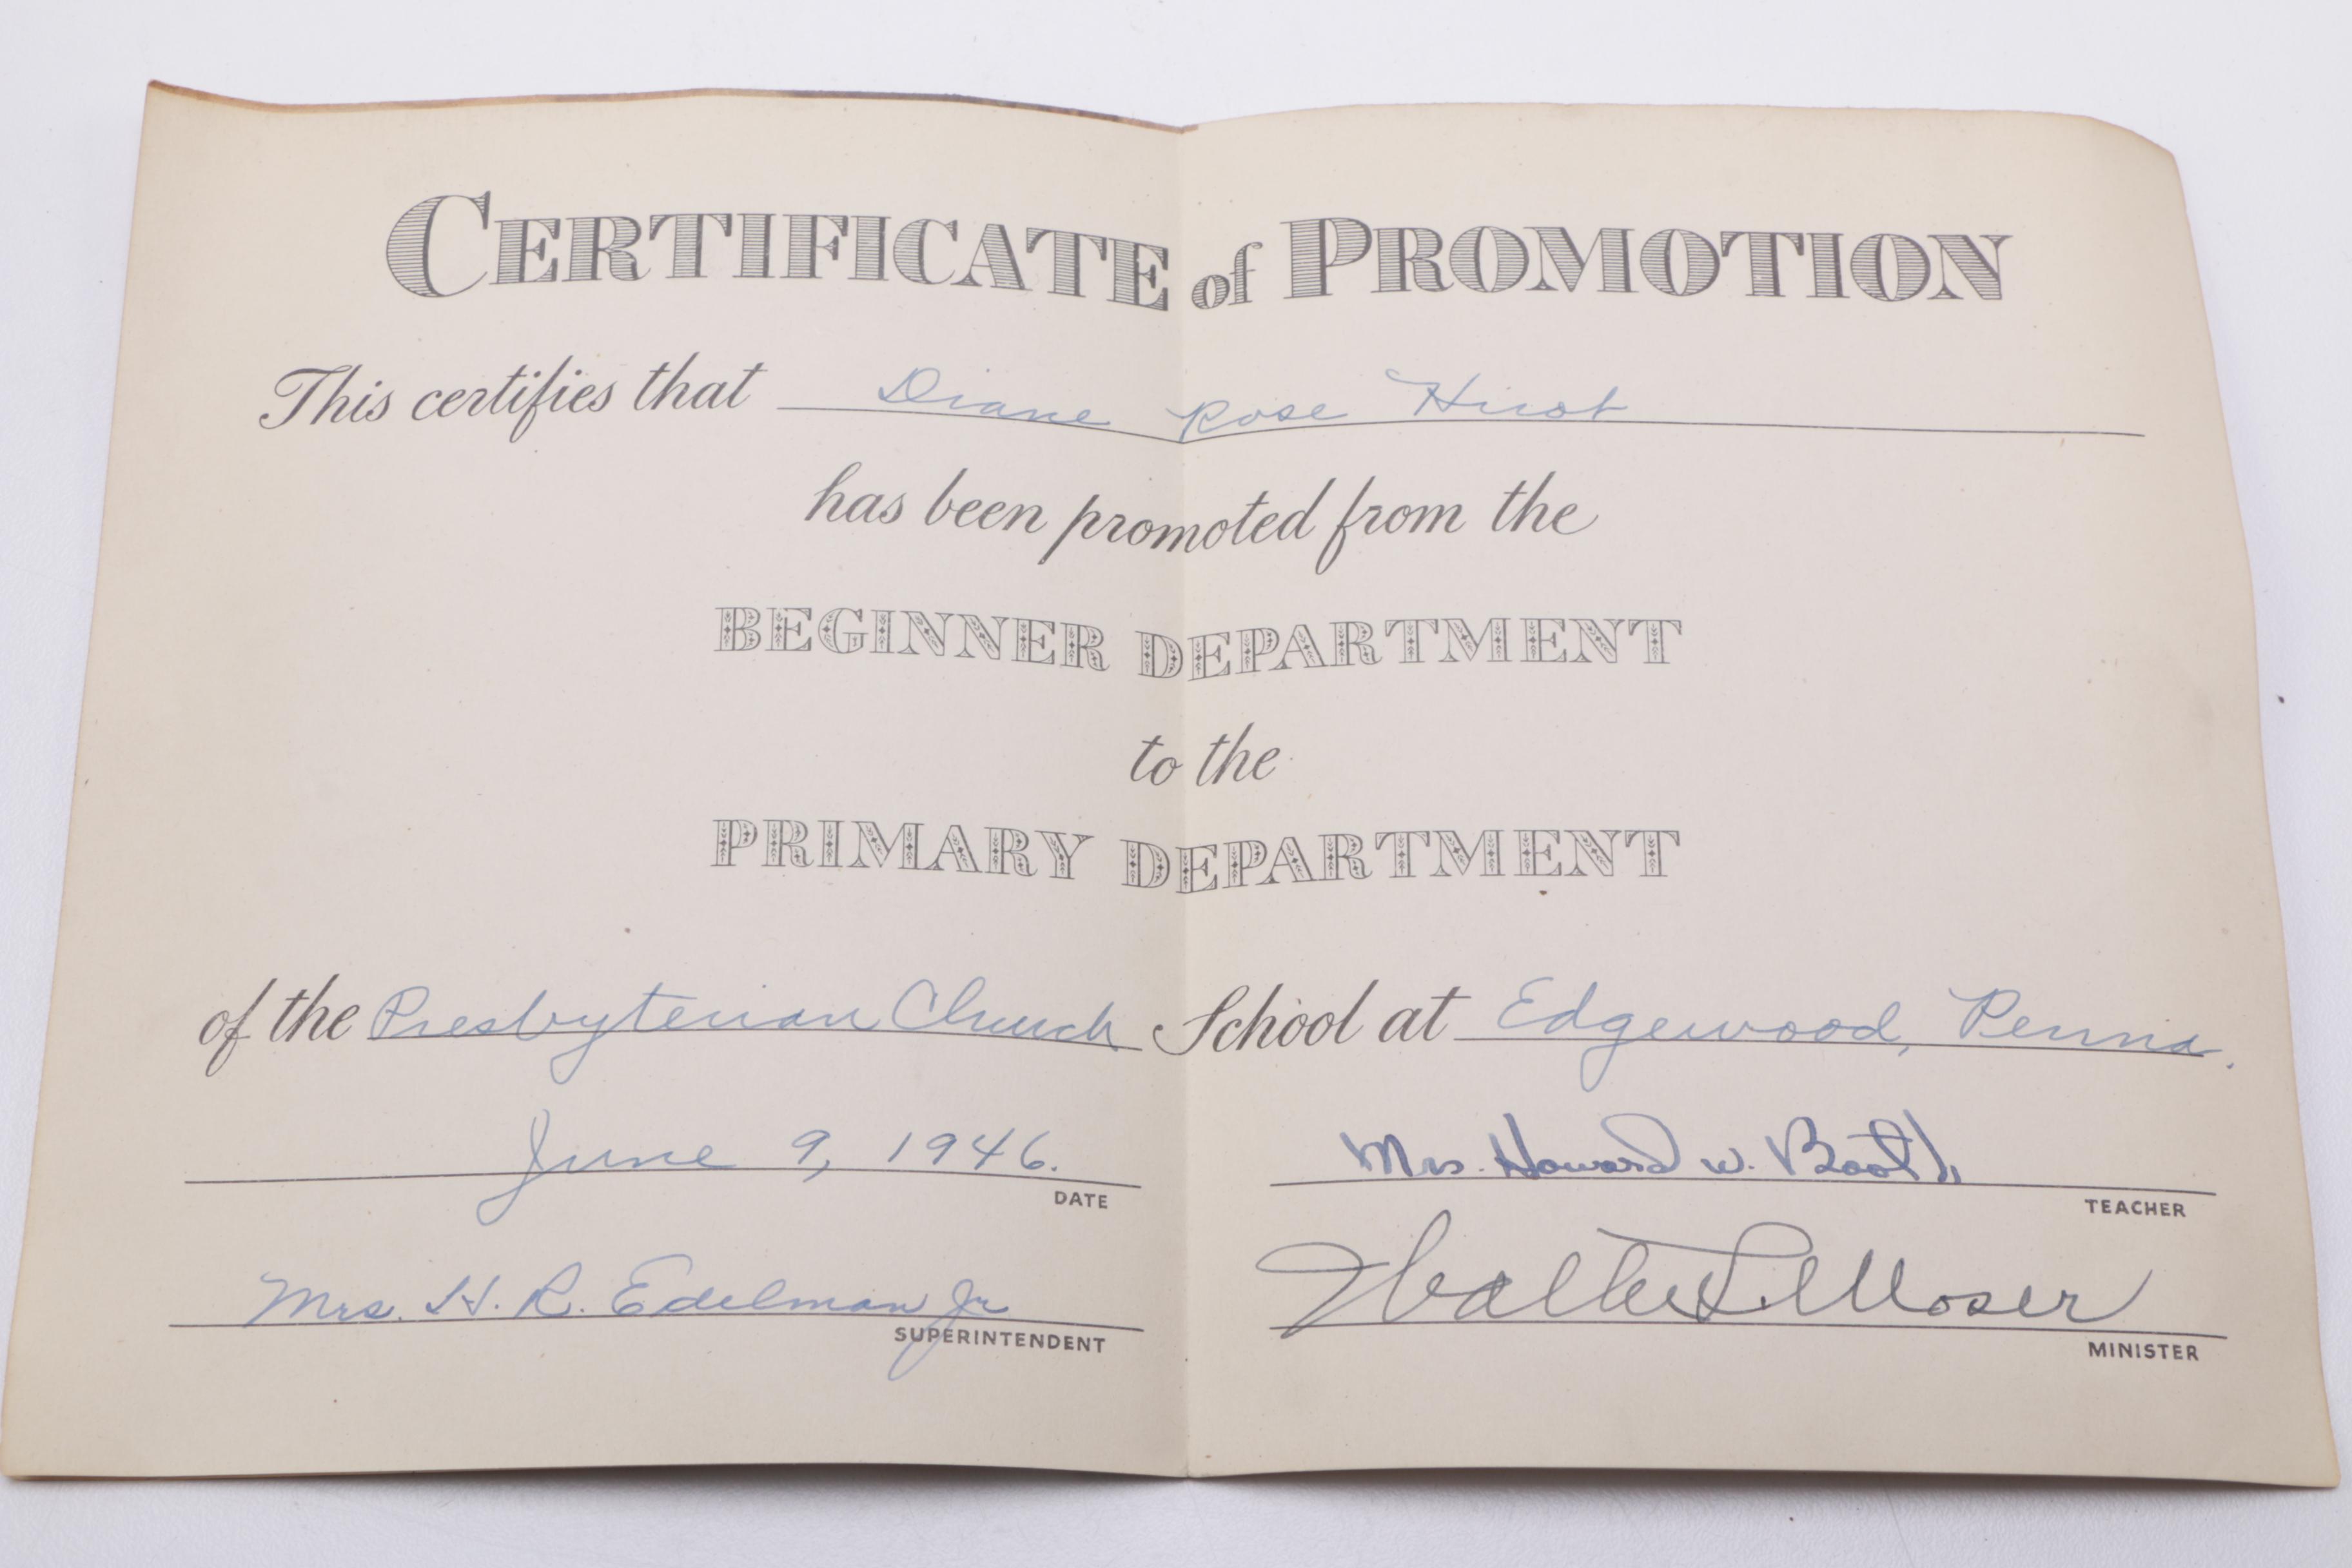 CERTIFICATE of PROMOTION
This certifies that Diane Rose Hirst
has been promoted from the
BEGINNER DEPARTMENT
to the
PRIMARY DEPARTMENT
of the Presbyterian Church School at Edgewood, Penna.
June 9, 1946. Mrs. Howard W. Booth
DATE TEACHER
Mrs. H. R. Edelman Jr Walter L. Moser
SUPERINTENDENT MINISTER